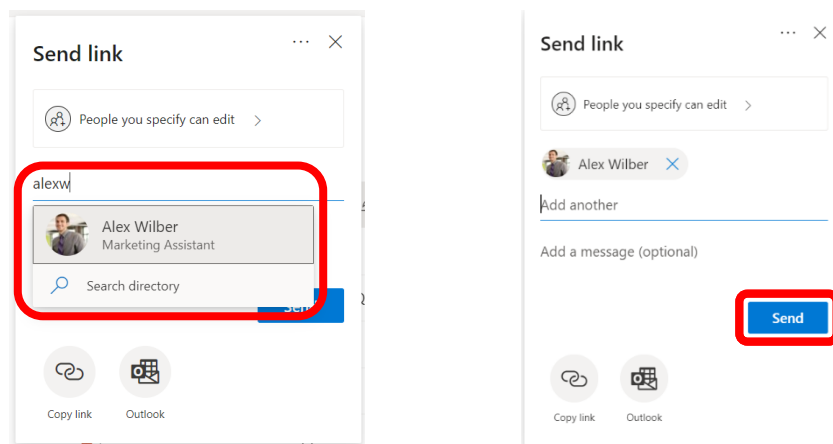 Send link
People you specify can edit
alexw
Alex Wilber
Marketing Assistant
Search directory
Send
Copy link
Outlook
Send link
People you specify can edit
Alex Wilber
Add another
Add a message (optional)
Send
Copy link
Outlook